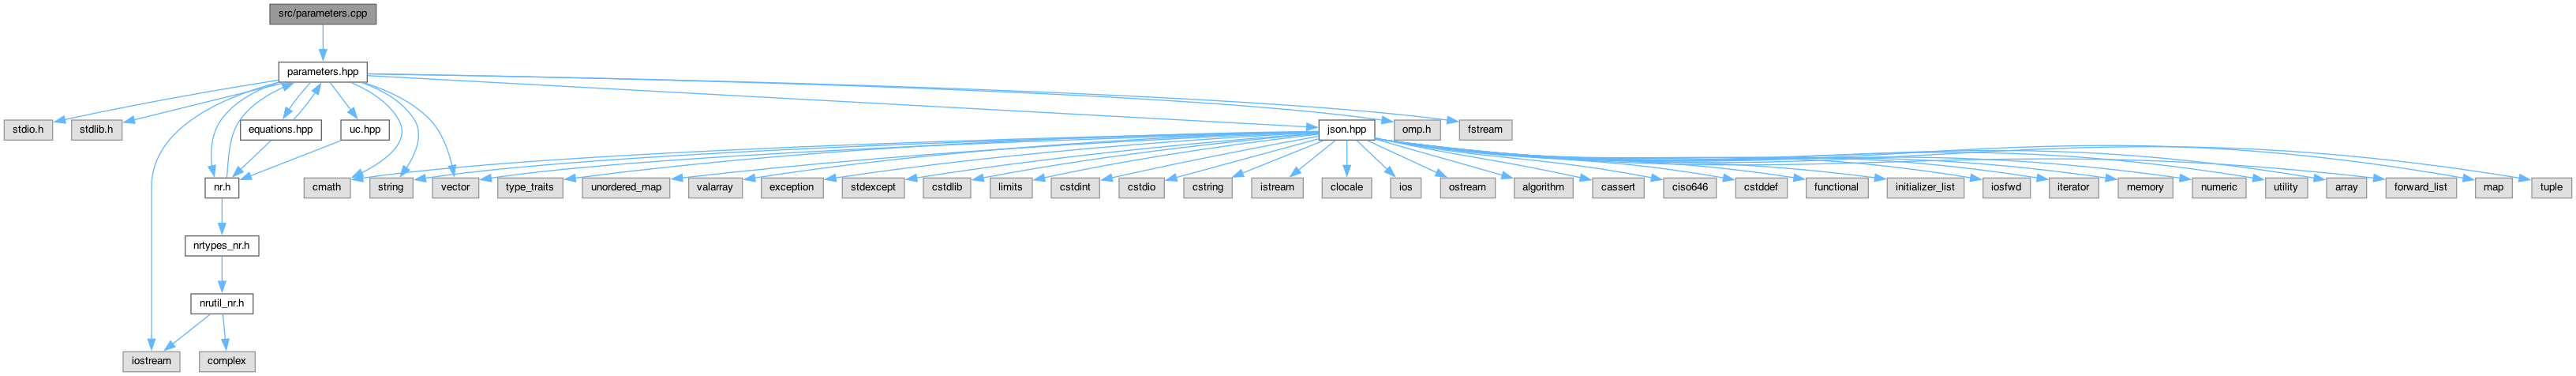 src/parameters.cpp
parameters.hpp
stdio.h
stdlib.h
equations.hpp
uc.hpp
json.hpp
omp.h
fstream
nr.h
cmath
string
vector
type_traits
unordered_map
valarray
exception
stdexcept
cstdlib
limits
cstdint
cstdio
cstring
istream
clocale
ios
ostream
algorithm
cassert
ciso646
cstddef
functional
initializer_list
iosfwd
iterator
memory
numeric
utility
array
forward_list
map
tuple
nrtypes_nr.h
nrutil_nr.h
iostream
complex